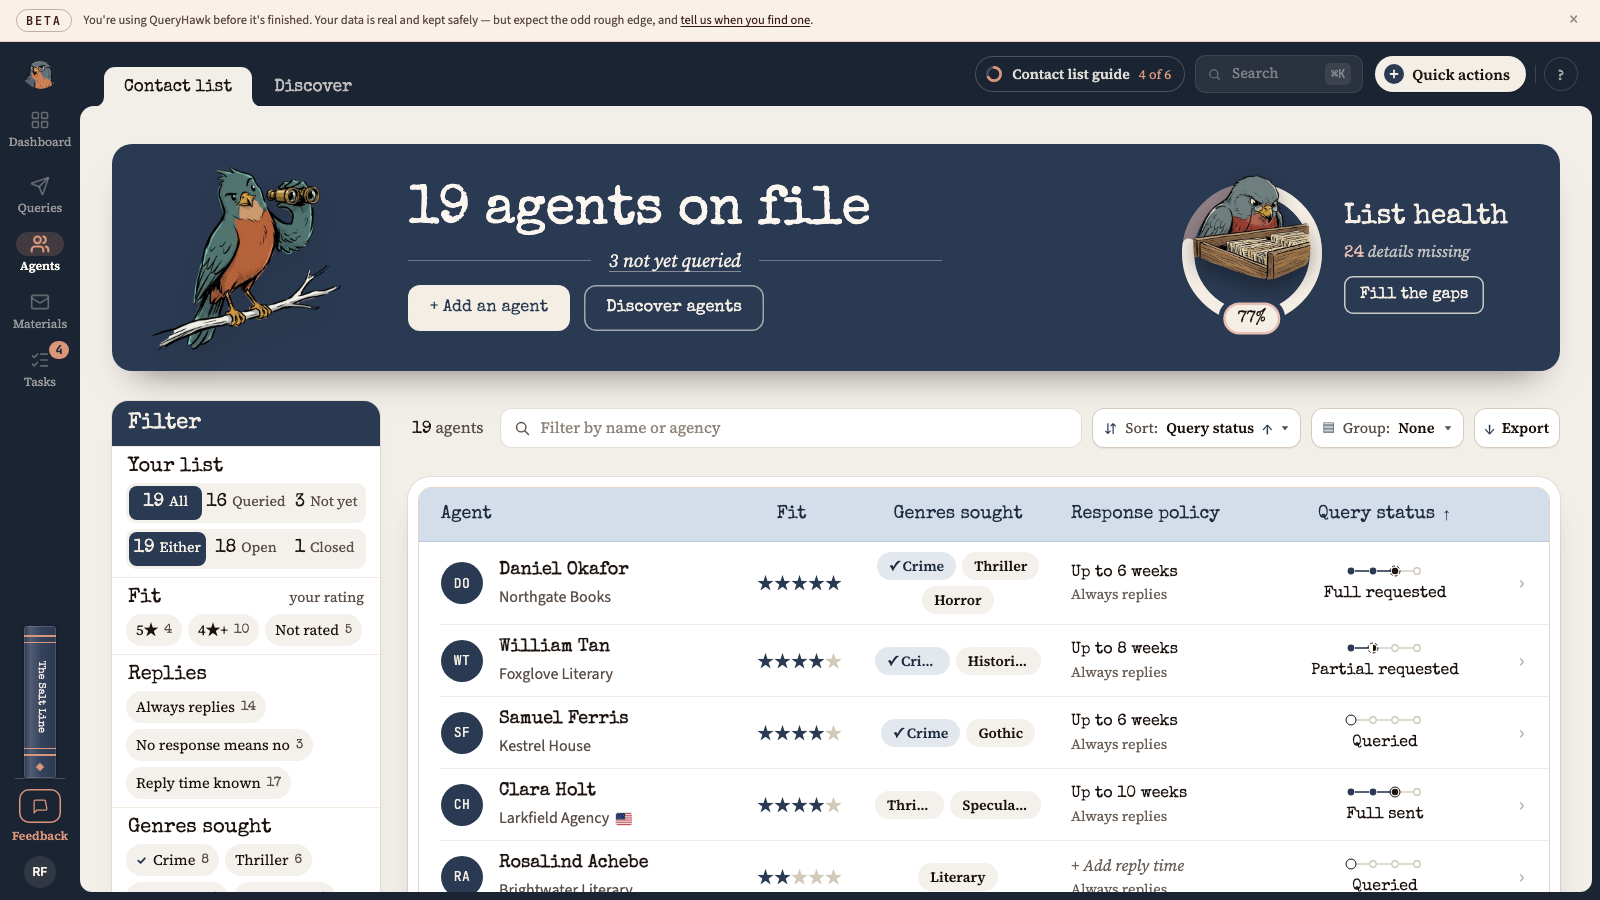 BETA You're using QueryHawk before it's finished. Your data is real and kept safely — but expect the odd rough edge, and tell us when you find one. ×
Contact list Discover
Contact list guide 4 of 6
Search ⌘K
+ Quick actions
?
Dashboard
Queries
Agents
Materials
4
Tasks
The Salt Line
Feedback
RF
19 agents on file
3 not yet queried
+ Add an agent Discover agents
77%
List health
24 details missing
Fill the gaps
Filter
Your list
19 All 16 Queried 3 Not yet
19 Either 18 Open 1 Closed
Fit your rating
5★ 4 4★+ 10 Not rated 5
Replies
Always replies 14
No response means no 3
Reply time known 17
Genres sought
✓ Crime 8 Thriller 6
19 agents
Filter by name or agency
Sort: Query status ↑
Group: None
↓ Export
Agent Fit Genres sought Response policy Query status ↑
DO Daniel Okafor
Northgate Books
★★★★★
✓ Crime Thriller
Horror
Up to 6 weeks
Always replies
Full requested
WT William Tan
Foxglove Literary
★★★★★
✓ Cri... Histori...
Up to 8 weeks
Always replies
Partial requested
SF Samuel Ferris
Kestrel House
★★★★★
✓ Crime Gothic
Up to 6 weeks
Always replies
Queried
CH Clara Holt
Larkfield Agency 🇺🇸
★★★★★
Thri... Specula...
Up to 10 weeks
Always replies
Full sent
RA Rosalind Achebe
Brightwater Literary
★★★★★
Literary
+ Add reply time
Always replies
Queried